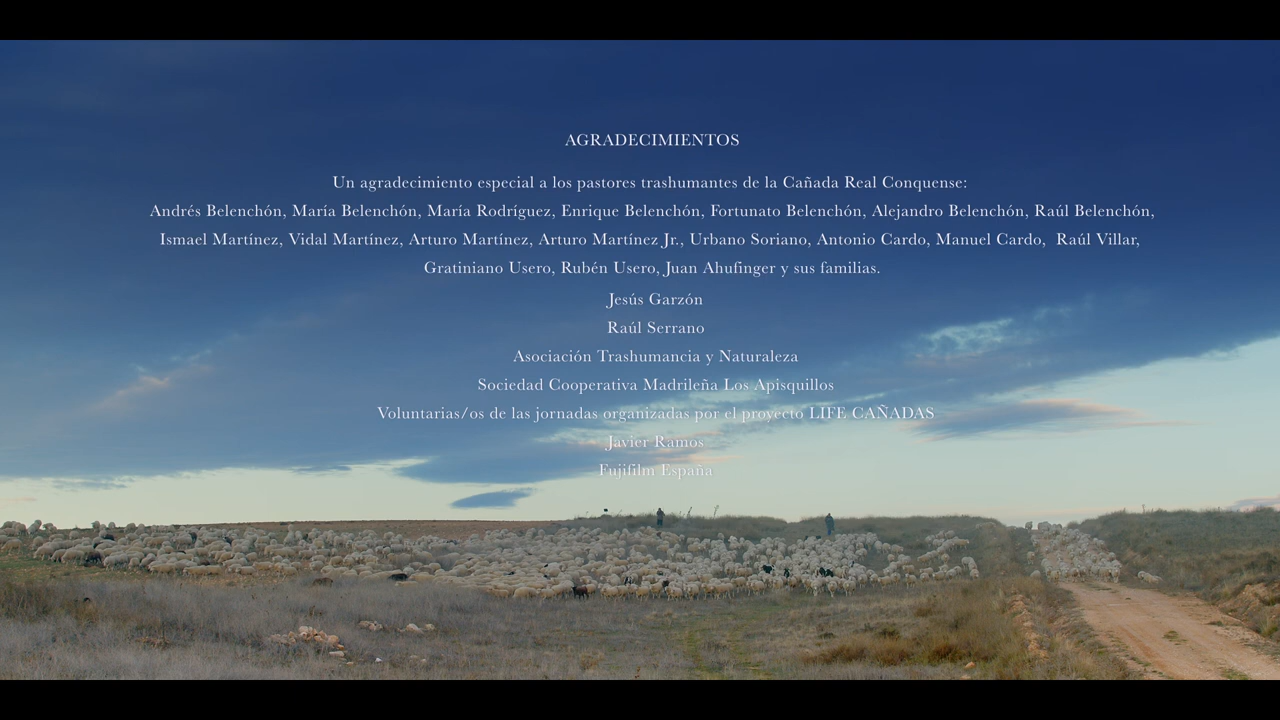 AGRADECIMIENTOS
Un agradecimiento especial a los pastores trashumantes de la Cañada Real Conquense:
Andrés Belenchón, María Belenchón, María Rodríguez, Enrique Belenchón, Fortunato Belenchón, Alejandro Belenchón, Raúl Belenchón,
Ismael Martínez, Vidal Martínez, Arturo Martínez, Arturo Martínez Jr., Urbano Soriano, Antonio Cardo, Manuel Cardo, Raúl Villar,
Gratiniano Usero, Rubén Usero, Juan Ahufinger y sus familias.
Jesús Garzón
Raúl Serrano
Asociación Trashumancia y Naturaleza
Sociedad Cooperativa Madrileña Los Apisquillos
Voluntarias/os de las jornadas organizadas por el proyecto LIFE CAÑADAS
Javier Ramos
Fujifilm España